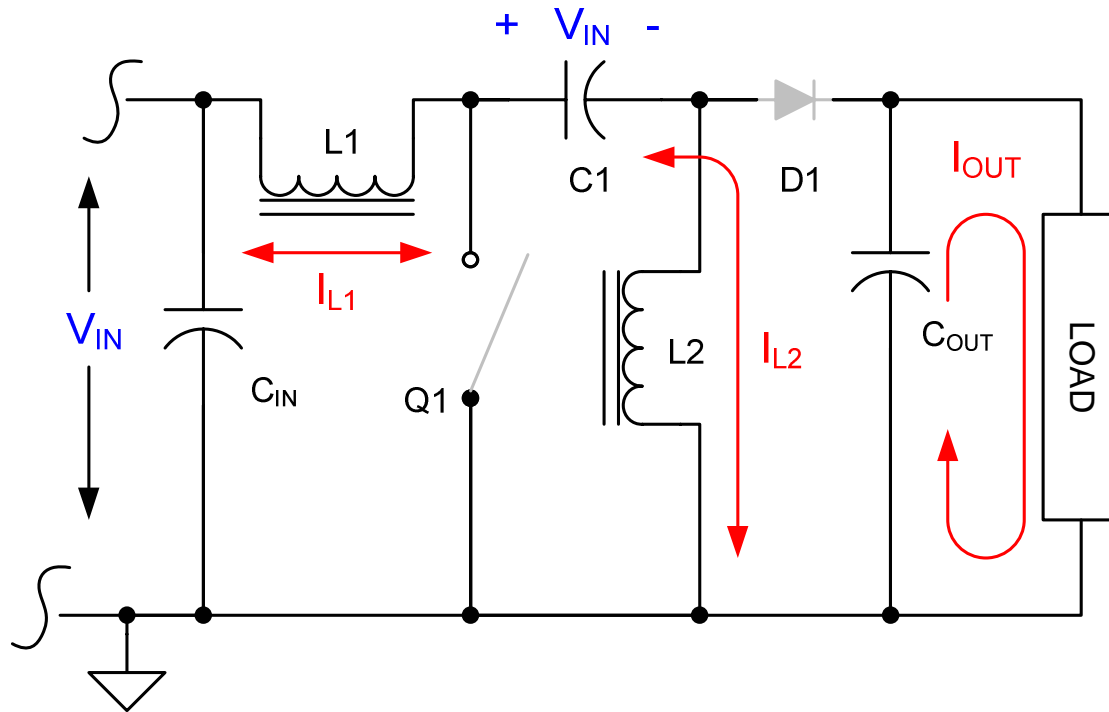 + VIN -
L1
C1
D1
IOUT
IL1
VIN
L2
IL2
COUT
LOAD
CIN
Q1